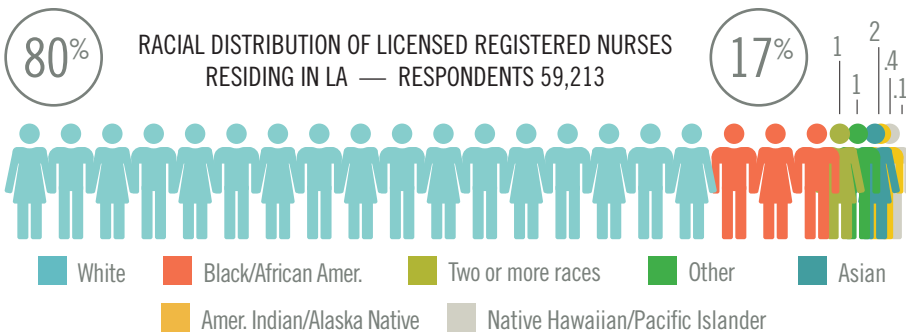 80%
RACIAL DISTRIBUTION OF LICENSED REGISTERED NURSES
RESIDING IN LA — RESPONDENTS 59,213
17%
1
1
2
.4
.1
White
Black/African Amer.
Two or more races
Other
Asian
Amer. Indian/Alaska Native
Native Hawaiian/Pacific Islander